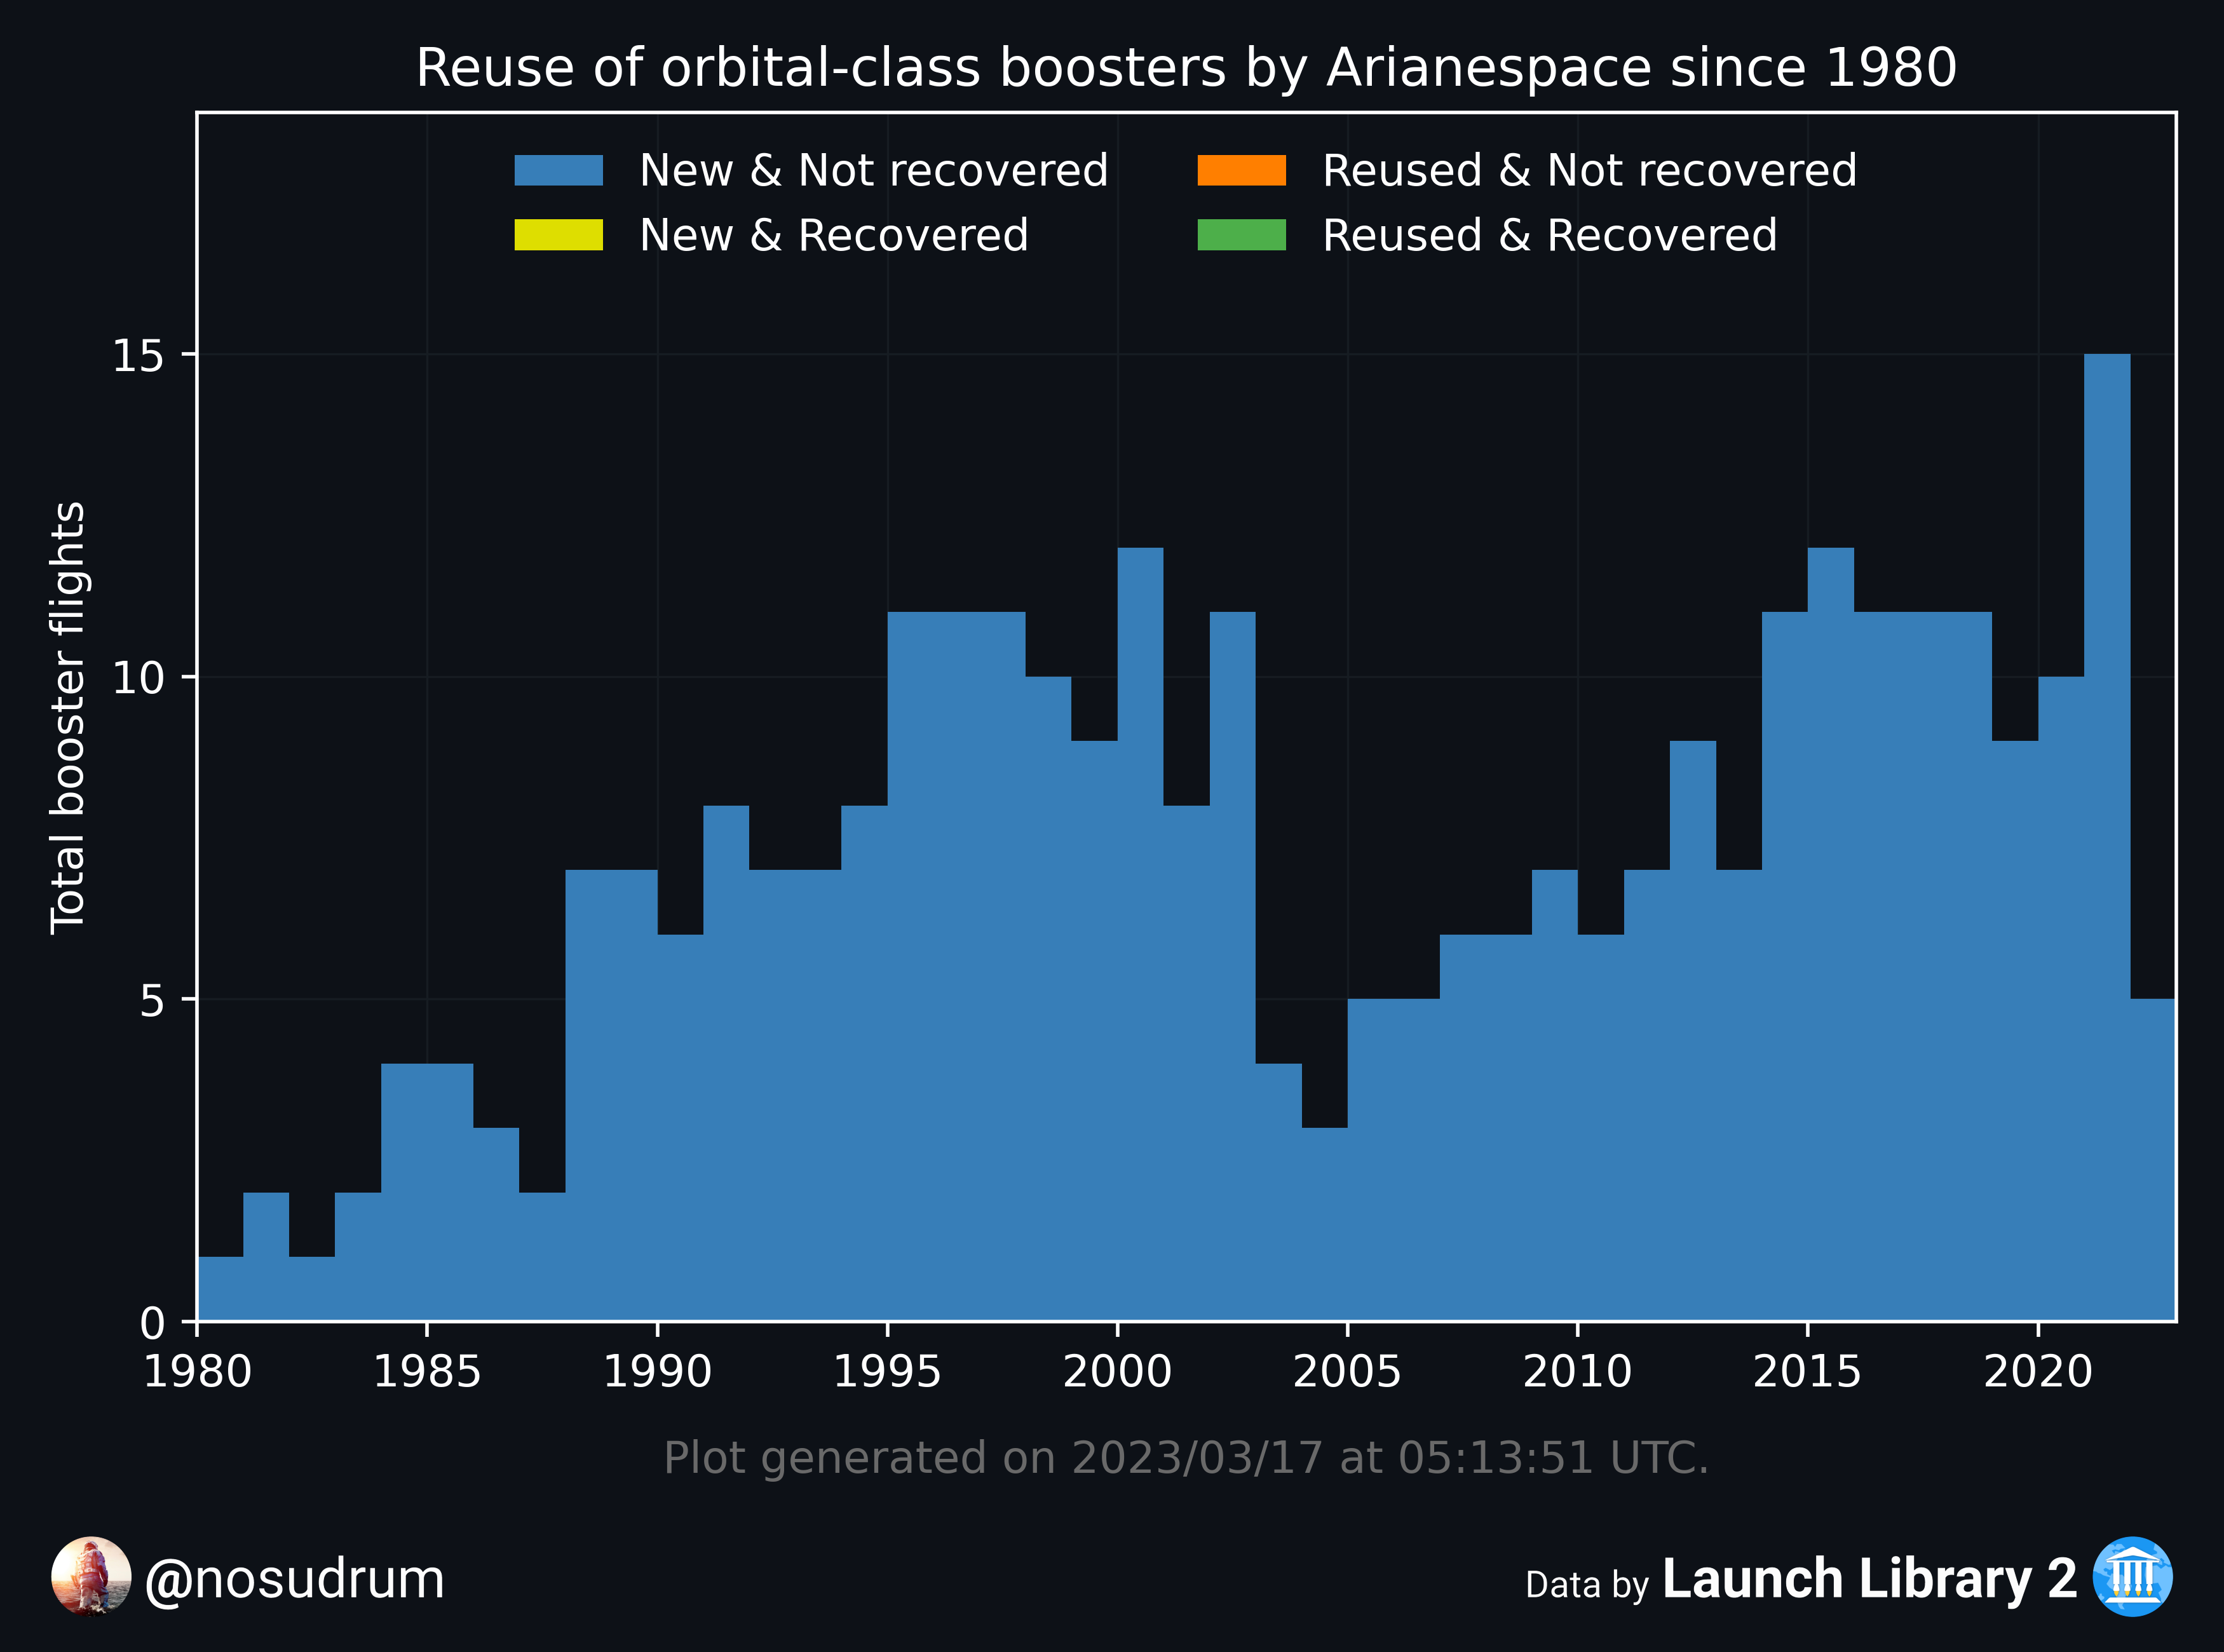 Reuse of orbital-class boosters by Arianespace since 1980
New & Not recovered
New & Recovered
Reused & Not recovered
Reused & Recovered
Total booster flights
15
10
5
0
1980 1985 1990 1995 2000 2005 2010 2015 2020
Plot generated on 2023/03/17 at 05:13:51 UTC.
@nosudrum
Data by Launch Library 2